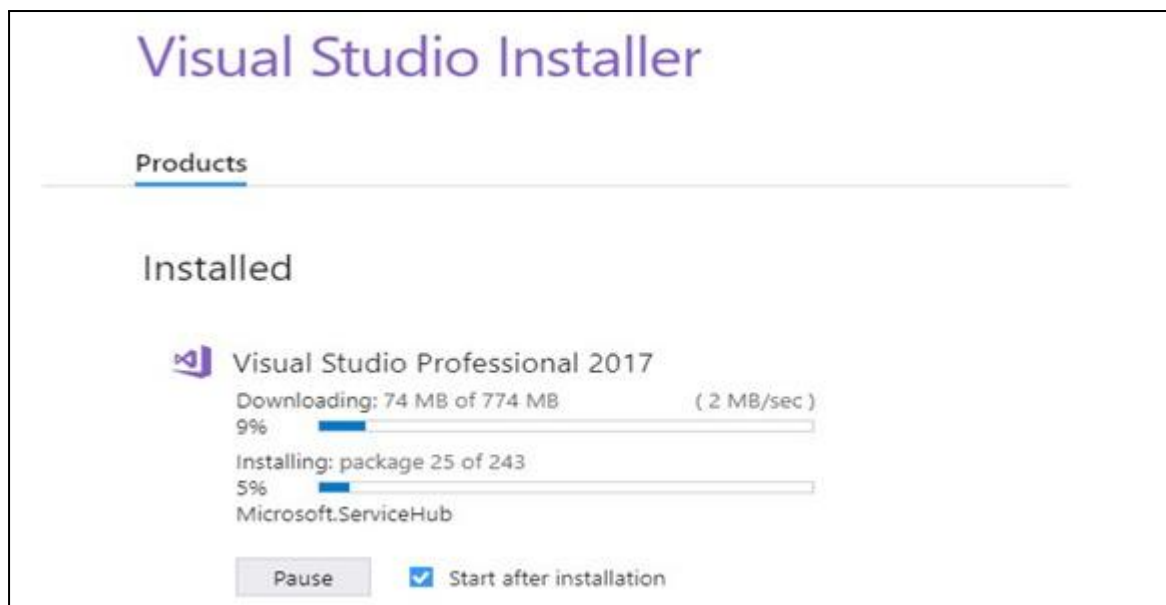 Visual Studio Installer
Products
Installed
Visual Studio Professional 2017
Downloading: 74 MB of 774 MB ( 2 MB/sec )
9%
Installing: package 25 of 243
5%
Microsoft.ServiceHub
Pause Start after installation